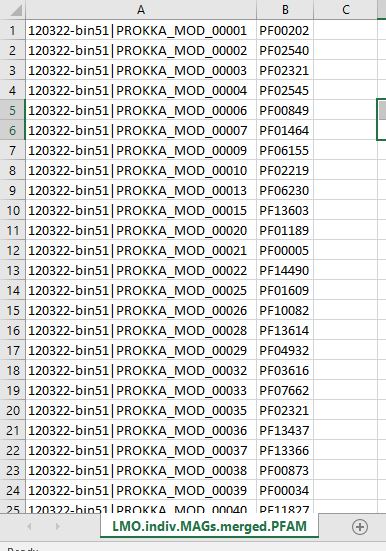 A B C
1 120322-bin51|PROKKA_MOD_00001 PF00202
2 120322-bin51|PROKKA_MOD_00002 PF02540
3 120322-bin51|PROKKA_MOD_00003 PF02321
4 120322-bin51|PROKKA_MOD_00004 PF02545
5 120322-bin51|PROKKA_MOD_00006 PF00849
6 120322-bin51|PROKKA_MOD_00007 PF01464
7 120322-bin51|PROKKA_MOD_00009 PF06155
8 120322-bin51|PROKKA_MOD_00010 PF02219
9 120322-bin51|PROKKA_MOD_00013 PF06230
10 120322-bin51|PROKKA_MOD_00015 PF13603
11 120322-bin51|PROKKA_MOD_00020 PF01189
12 120322-bin51|PROKKA_MOD_00021 PF00005
13 120322-bin51|PROKKA_MOD_00022 PF14490
14 120322-bin51|PROKKA_MOD_00025 PF01609
15 120322-bin51|PROKKA_MOD_00026 PF10082
16 120322-bin51|PROKKA_MOD_00028 PF13614
17 120322-bin51|PROKKA_MOD_00029 PF04932
18 120322-bin51|PROKKA_MOD_00032 PF03616
19 120322-bin51|PROKKA_MOD_00033 PF07662
20 120322-bin51|PROKKA_MOD_00035 PF02321
21 120322-bin51|PROKKA_MOD_00036 PF13437
22 120322-bin51|PROKKA_MOD_00037 PF13366
23 120322-bin51|PROKKA_MOD_00038 PF00873
24 120322-bin51|PROKKA_MOD_00039 PF00034
25 120322-bin51|PROKKA_MOD_00040 PF11827
LMO.indiv.MAGs.merged.PFAM